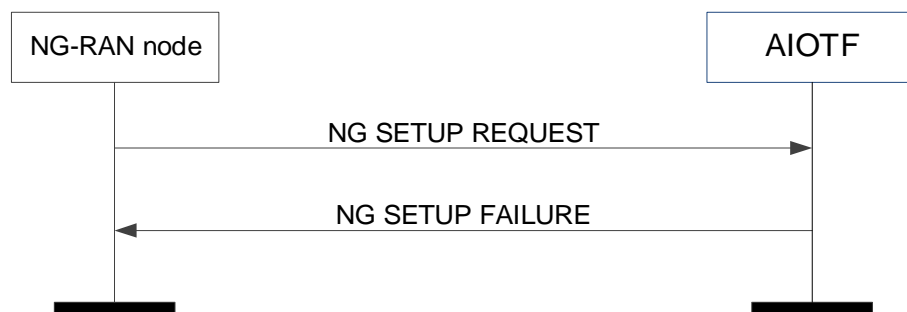 NG-RAN node
AIOTF
NG SETUP REQUEST
NG SETUP FAILURE